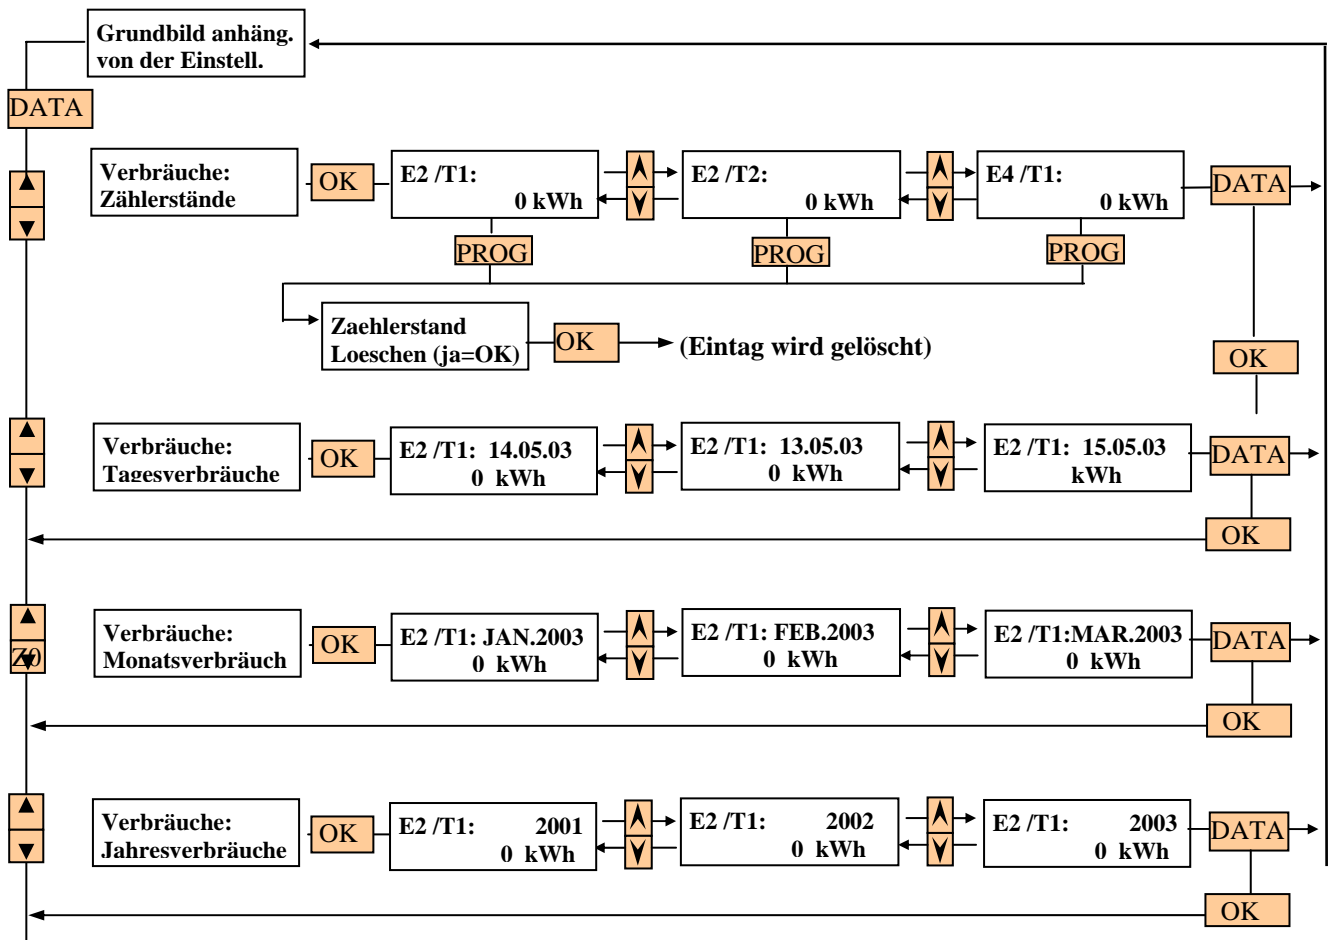 Grundbild anhäng.
von der Einstell.
DATA
Verbräuche:
Zählerstände
OK
E2 /T1:
0 kWh
E2 /T2:
0 kWh
E4 /T1:
0 kWh
DATA
PROG
PROG
PROG
Zaehlerstand
Loeschen (ja=OK)
OK
(Eintag wird gelöscht)
OK
Verbräuche:
Tagesverbräuche
OK
E2 /T1: 14.05.03
0 kWh
E2 /T1: 13.05.03
0 kWh
E2 /T1: 15.05.03
kWh
DATA
OK
Z0
Verbräuche:
Monatsverbräuch
OK
E2 /T1: JAN.2003
0 kWh
E2 /T1: FEB.2003
0 kWh
E2 /T1:MAR.2003
0 kWh
DATA
OK
Verbräuche:
Jahresverbräuche
OK
E2 /T1: 2001
0 kWh
E2 /T1: 2002
0 kWh
E2 /T1: 2003
0 kWh
DATA
OK